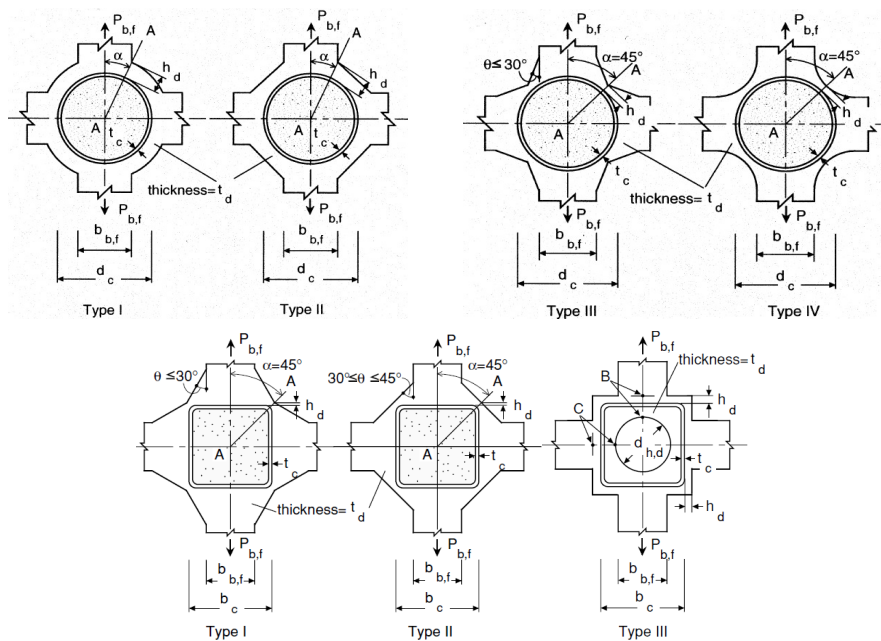 P b,f P b,f P b,f P b,f
A A
α α θ≤30° α=45° α=45°
h d h d A A
h d h d
A A A A
t c t c
t c t c
thickness= t d thickness= t d
P b,f P b,f P b,f P b,f
b b,f b b,f b b,f b b,f
d c d c d c d c
Type I Type II Type III Type IV
P b,f P b,f P b,f
θ≤30° α=45° 30°≤θ≤45° α=45° thickness= t d
A A B
h d h d h d
C
A A d h,d
t c t c t c
thickness= t d h d
P b,f P b,f P b,f
b b,f b b,f b b,f
b c b c b c
Type I Type II Type III